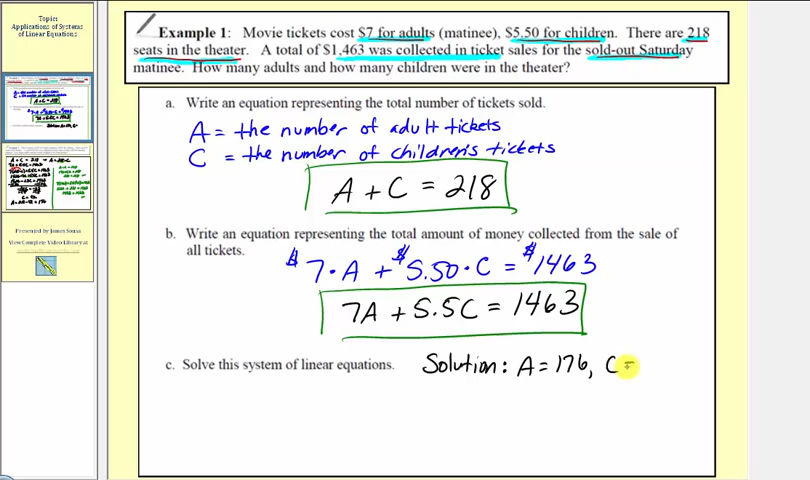 Topic:
Applications of Systems
of Linear Equations
Presented by James Sousa
View Complete Video Library at
Example 1: Movie tickets cost $7 for adults (matinee), $5.50 for children. There are 218
seats in the theater. A total of $1,463 was collected in ticket sales for the sold-out Saturday
matinee. How many adults and how many children were in the theater?
a. Write an equation representing the total number of tickets sold.
A = the number of adult tickets
C = the number of children's tickets
A + C = 218
b. Write an equation representing the total amount of money collected from the sale of
all tickets.
$7·A + $5.50·C = $1463
7A + 5.5C = 1463
c. Solve this system of linear equations.
Solution: A = 176, C =